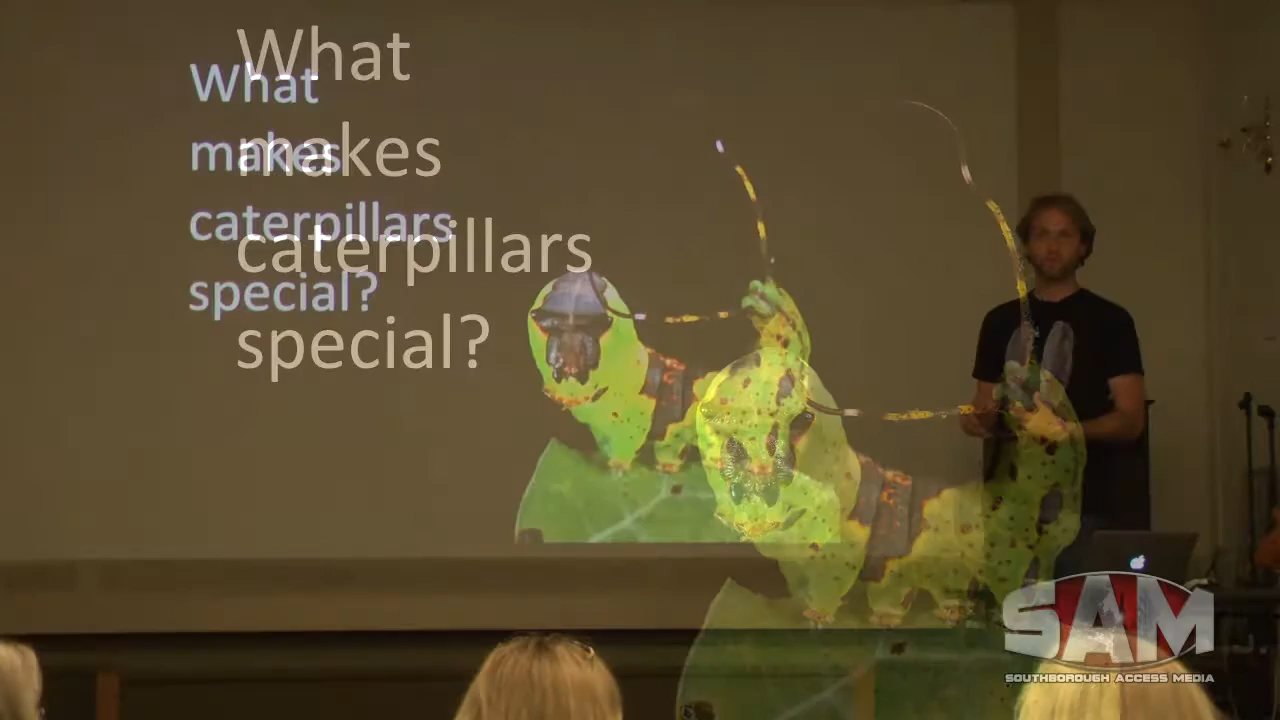 What
makes
caterpillars
special?
What
makes
caterpillars
special?
SAM
SOUTHBOROUGH ACCESS MEDIA